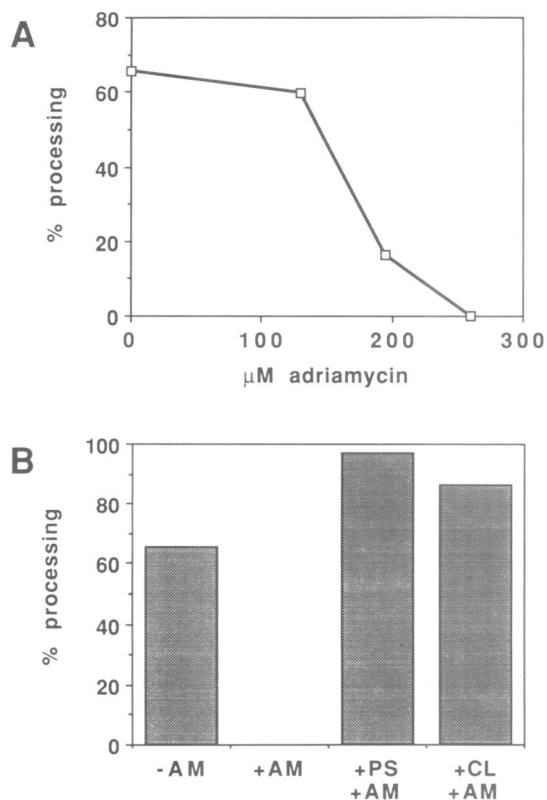 A
80
60
40
20
0
% processing
0 100 200 300
μM adriamycin
B
100
80
60
40
20
0
% processing
-AM +AM +PS +CL
+AM +AM